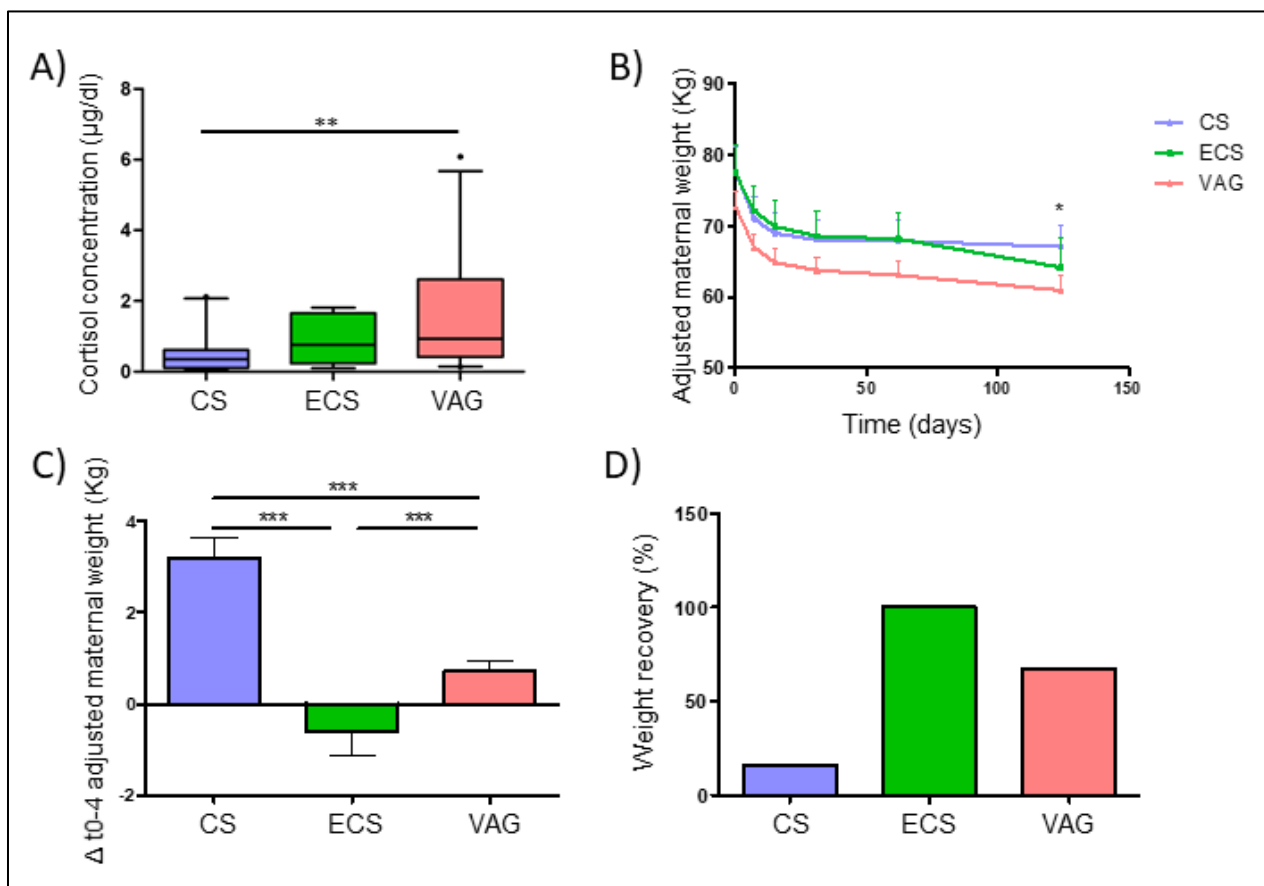 A)
Cortisol concentration (µg/dl)
8
6
4
2
0
**
CS
ECS
VAG
B)
Adjusted maternal weight (Kg)
90
80
70
60
50
0
50
100
150
Time (days)
*
CS
ECS
VAG
C)
Δ t0-4 adjusted maternal weight (Kg)
4
2
0
-2
***
*** ***
CS
ECS
VAG
D)
Weight recovery (%)
150
100
50
0
CS
ECS
VAG